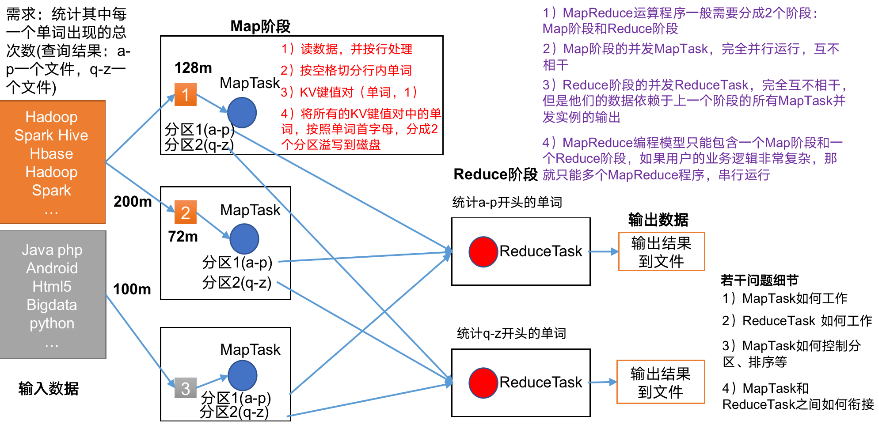 需求：统计其中每
一个单词出现的总
次数(查询结果：a-
p一个文件，q-z一
个文件)
Hadoop
Spark Hive
Hbase
Hadoop
Spark
…
200m
Java php
Android
Html5
Bigdata
python
…
100m
输入数据
Map阶段
128m
1
MapTask
分区1(a-p)
分区2(q-z)
1）读数据，并按行处理
2）按空格切分行内单词
3）KV键值对（单词，1）
4）将所有的KV键值对中的单
词，按照单词首字母，分成2
个分区溢写到磁盘
2
72m
MapTask
分区1(a-p)
分区2(q-z)
3
MapTask
分区1(a-p)
分区2(q-z)
1）MapReduce运算程序一般需要分成2个阶段：
Map阶段和Reduce阶段
2）Map阶段的并发MapTask，完全并行运行，互不
相干
3）Reduce阶段的并发ReduceTask，完全互不相干，
但是他们的数据依赖于上一个阶段的所有MapTask并
发实例的输出
4）MapReduce编程模型只能包含一个Map阶段和一
个Reduce阶段，如果用户的业务逻辑非常复杂，那
就只能多个MapReduce程序，串行运行
Reduce阶段
统计a-p开头的单词
ReduceTask
统计q-z开头的单词
ReduceTask
输出数据
输出结果
到文件
输出结果
到文件
若干问题细节
1）MapTask如何工作
2）ReduceTask 如何工作
3）MapTask如何控制分
区、排序等
4）MapTask和
ReduceTask之间如何衔接